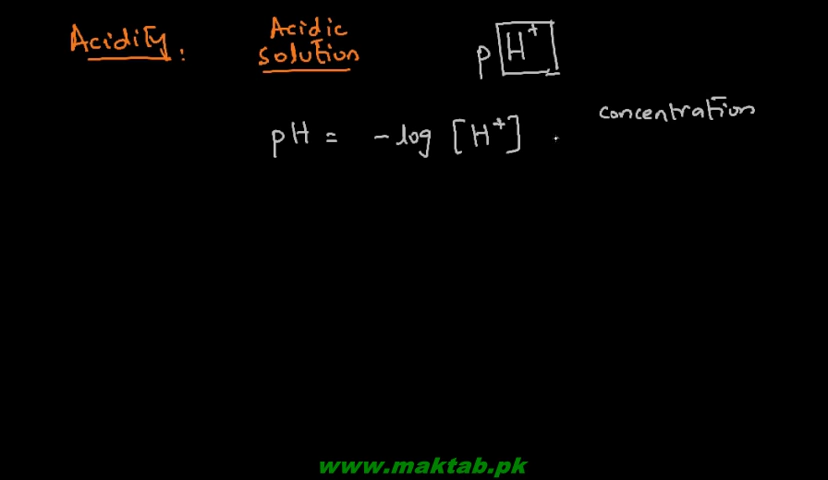 Acidity:
Acidic
solution
pH⁺
pH = -log [H⁺] .
concentration
www.maktab.pk